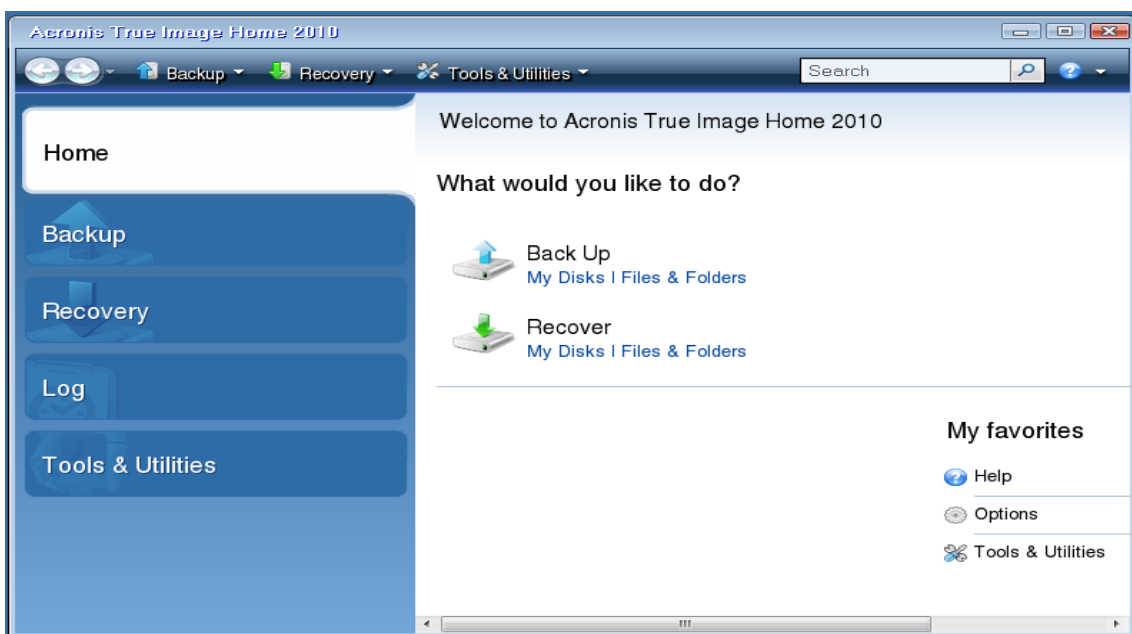 Acronis True Image Home 2010
Backup Recovery Tools & Utilities Search
Home
Backup
Recovery
Log
Tools & Utilities
Welcome to Acronis True Image Home 2010
What would you like to do?
Back Up
My Disks | Files & Folders
Recover
My Disks | Files & Folders
My favorites
Help
Options
Tools & Utilities